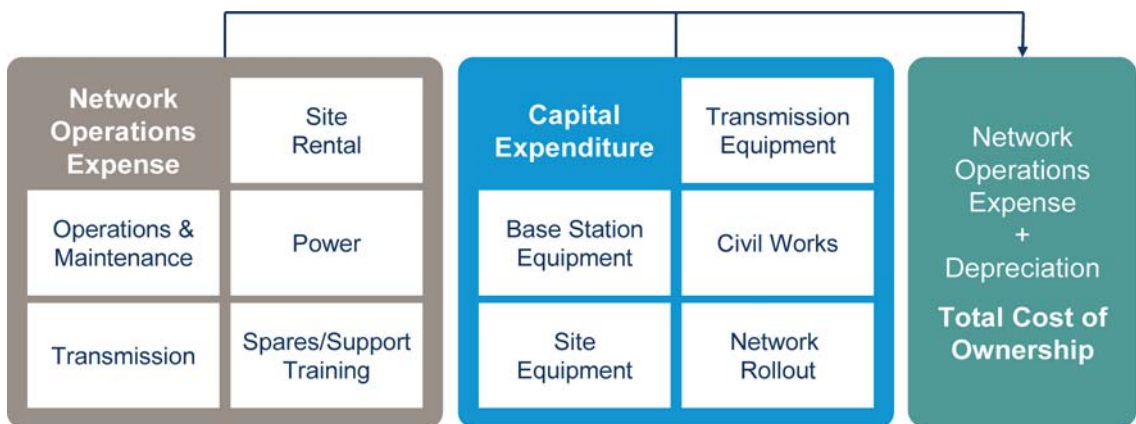 Network
Operations
Expense
Site
Rental
Operations &
Maintenance
Power
Transmission
Spares/Support
Training
Capital
Expenditure
Transmission
Equipment
Base Station
Equipment
Civil Works
Site
Equipment
Network
Rollout
Network
Operations
Expense
+
Depreciation
Total Cost of
Ownership